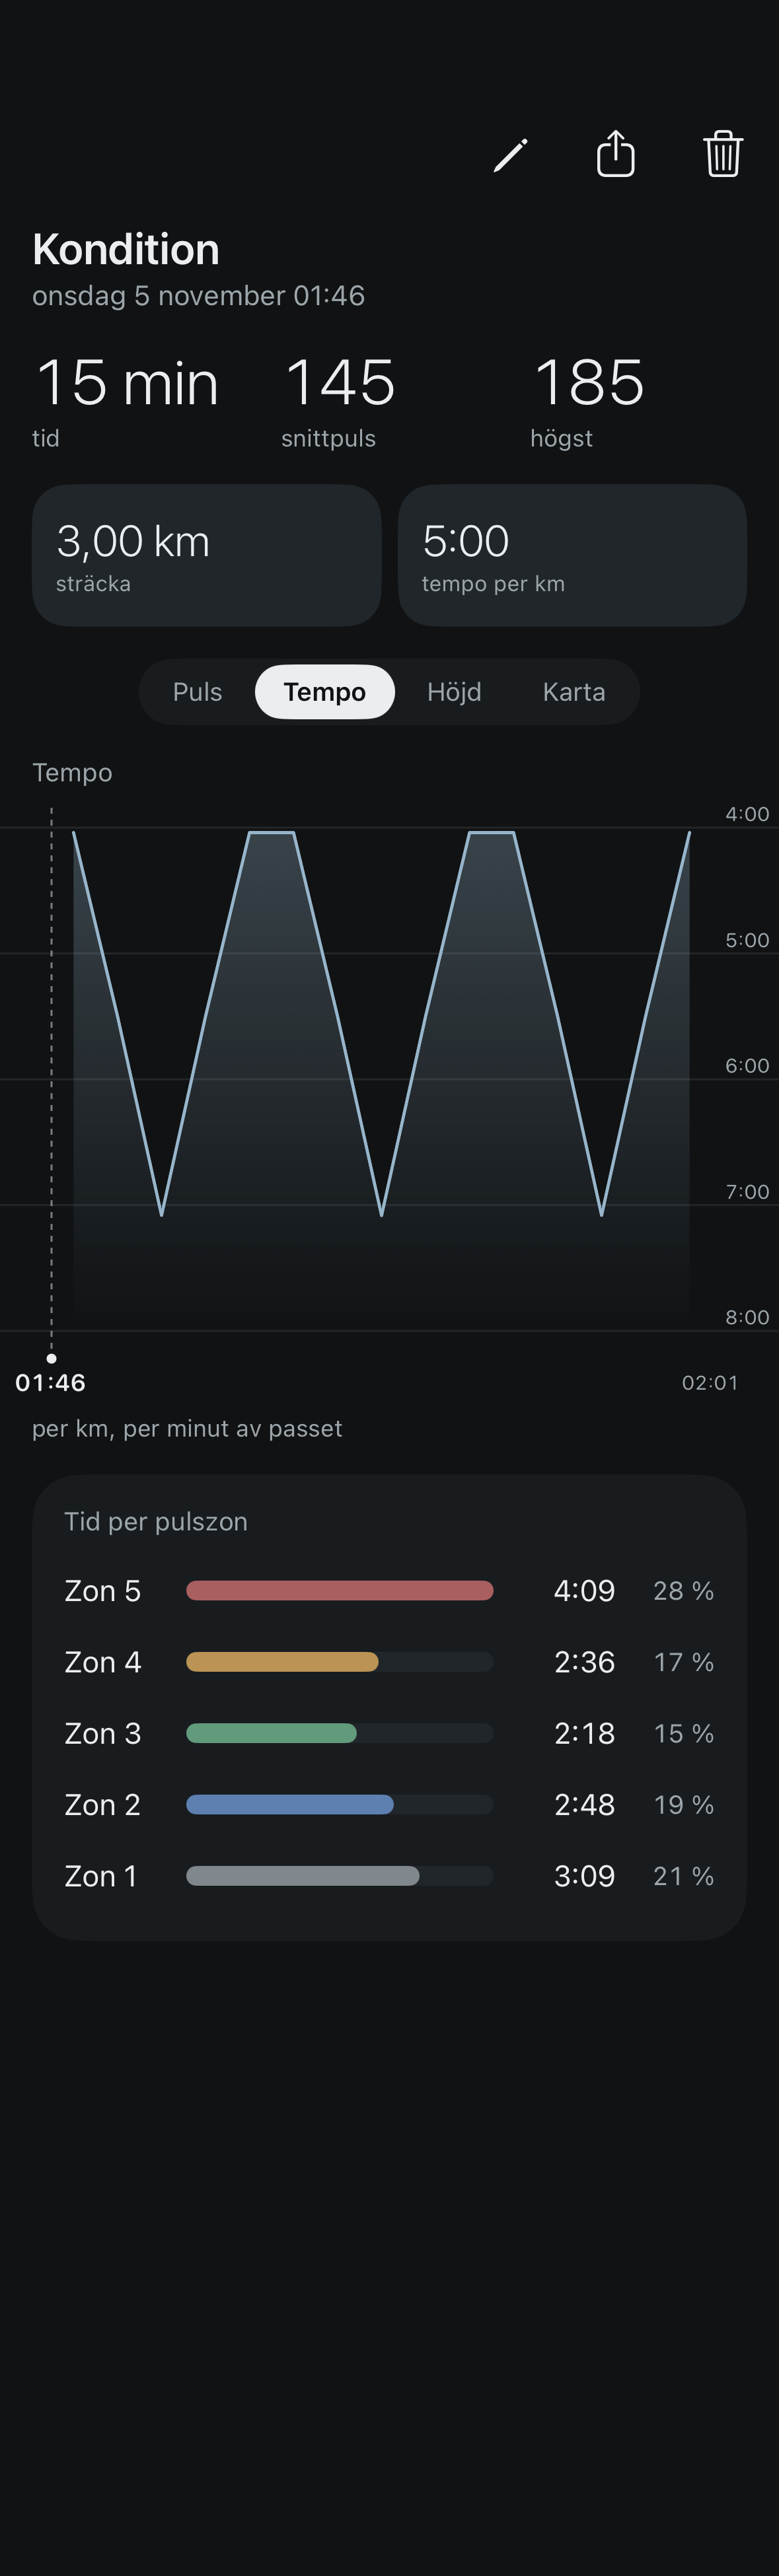 Kondition
onsdag 5 november 01:46
15 min 145 185
tid snittpuls högst
3,00 km 5:00
sträcka tempo per km
Puls Tempo Höjd Karta
Tempo
4:00
5:00
6:00
7:00
8:00
01:46 02:01
per km, per minut av passet
Tid per pulszon
Zon 5 4:09 28 %
Zon 4 2:36 17 %
Zon 3 2:18 15 %
Zon 2 2:48 19 %
Zon 1 3:09 21 %